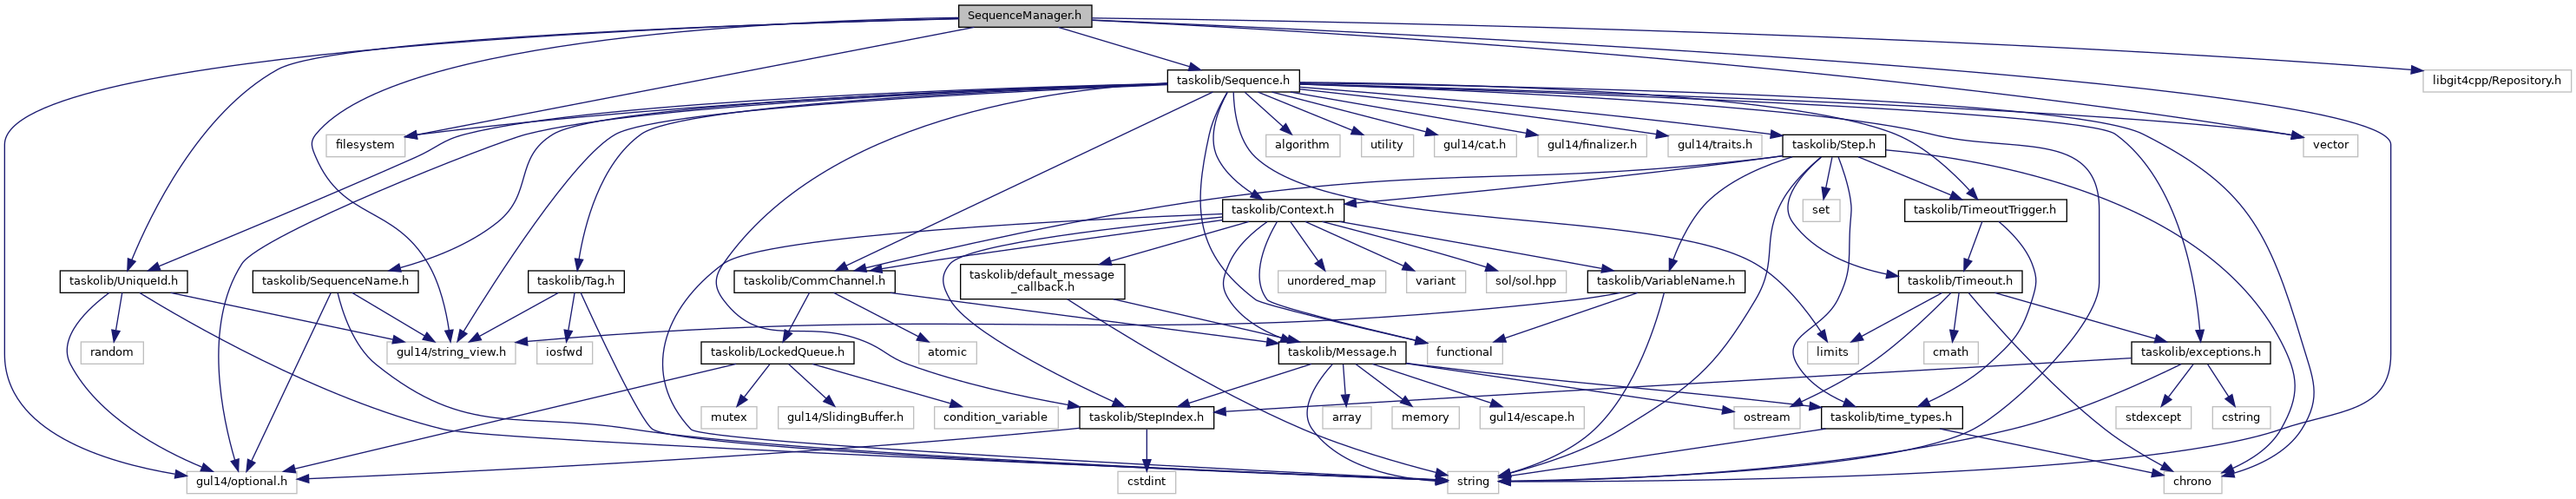 SequenceManager.h
taskolib/Sequence.h
libgit4cpp/Repository.h
filesystem
algorithm
utility
gul14/cat.h
gul14/finalizer.h
gul14/traits.h
taskolib/Step.h
vector
taskolib/Context.h
set
taskolib/TimeoutTrigger.h
taskolib/UniqueId.h
taskolib/SequenceName.h
taskolib/Tag.h
taskolib/CommChannel.h
taskolib/default_message
_callback.h
unordered_map
variant
sol/sol.hpp
taskolib/VariableName.h
taskolib/Timeout.h
random
gul14/string_view.h
iosfwd
taskolib/LockedQueue.h
atomic
taskolib/Message.h
functional
limits
cmath
taskolib/exceptions.h
mutex
gul14/SlidingBuffer.h
condition_variable
taskolib/StepIndex.h
array
memory
gul14/escape.h
ostream
taskolib/time_types.h
stdexcept
cstring
gul14/optional.h
cstdint
string
chrono